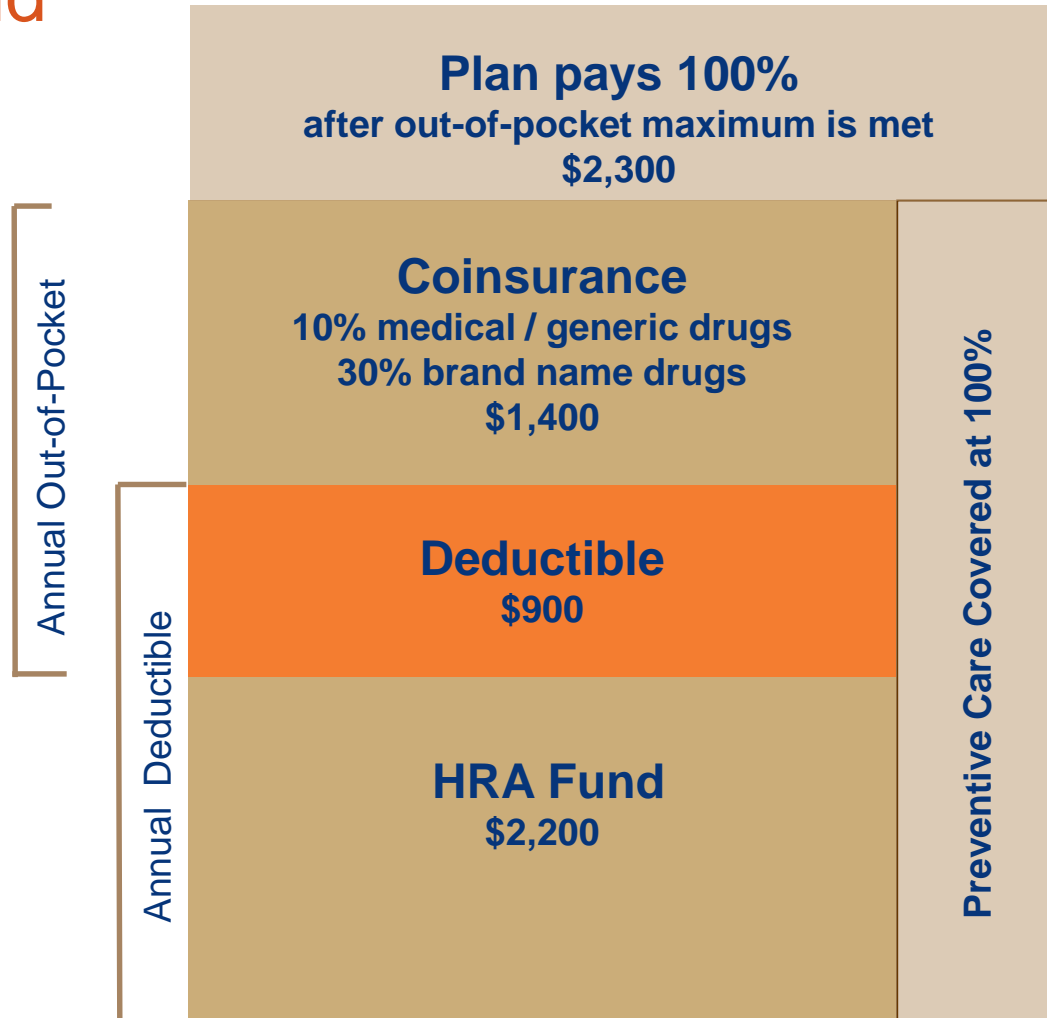 Plan pays 100%
after out-of-pocket maximum is met
$2,300
Annual Out-of-Pocket
Coinsurance
10% medical / generic drugs
30% brand name drugs
$1,400
Preventive Care Covered at 100%
Annual Deductible
Deductible
$900
HRA Fund
$2,200